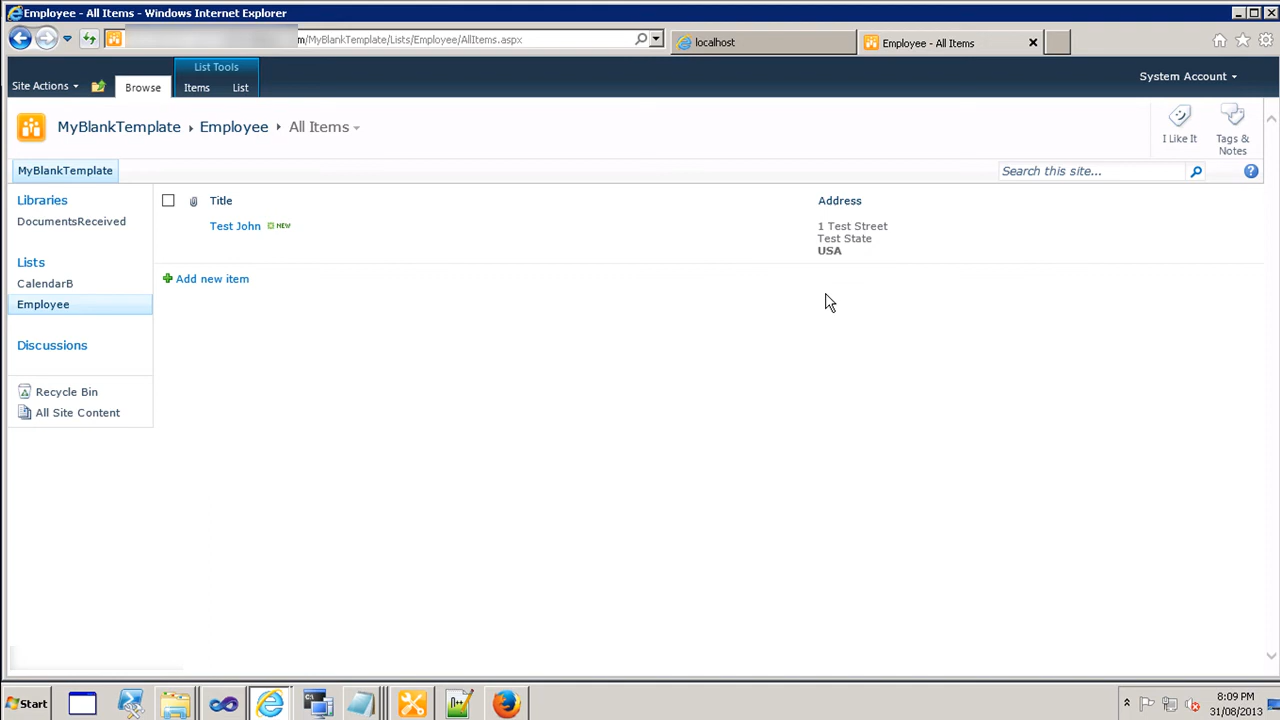 Employee - All Items - Windows Internet Explorer
m/MyBlankTemplate/Lists/Employee/AllItems.aspx
localhost
Employee - All Items
List Tools
Site Actions
Browse
Items
List
System Account
MyBlankTemplate
Employee
All Items
I Like It
Tags &
Notes
MyBlankTemplate
Search this site...
Libraries
DocumentsReceived
Lists
CalendarB
Employee
Discussions
Recycle Bin
All Site Content
Title
Address
Test John
NEW
1 Test Street
Test State
USA
Add new item
Start
8:09 PM
31/08/2013